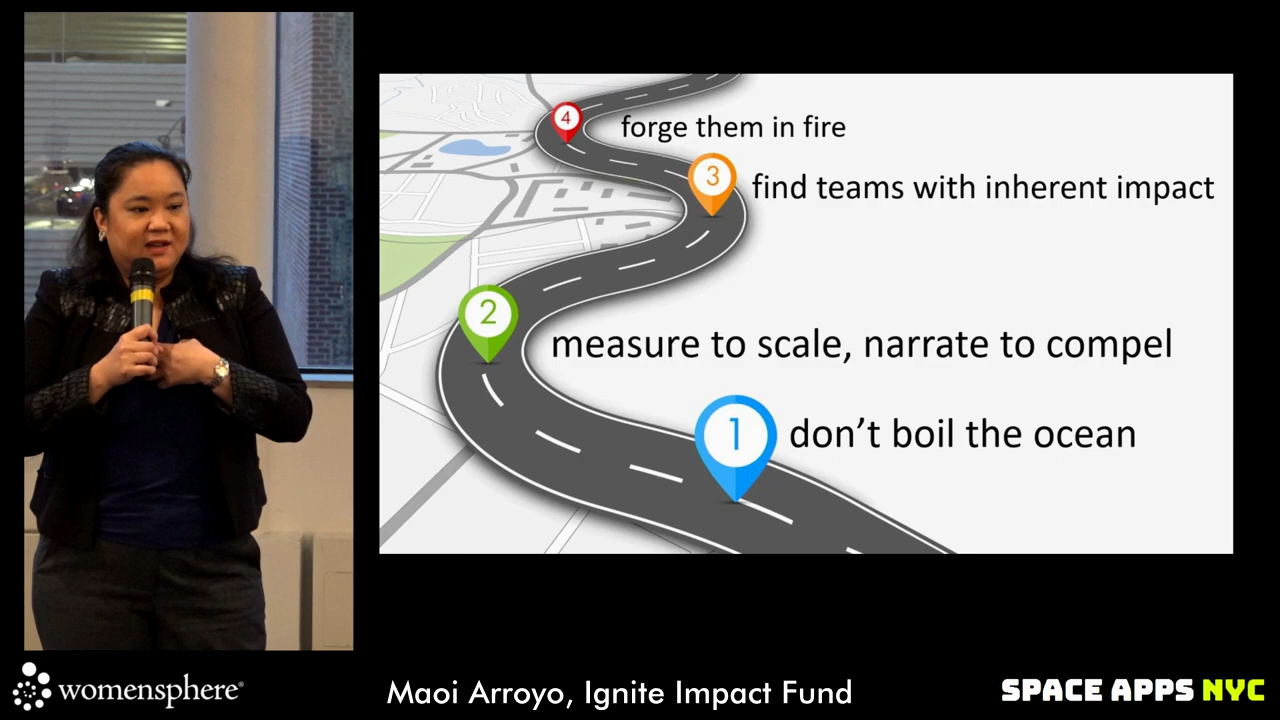 4
forge them in fire
3
find teams with inherent impact
2
measure to scale, narrate to compel
1
don't boil the ocean
womensphere®
Maoi Arroyo, Ignite Impact Fund
SPACE APPS NYC